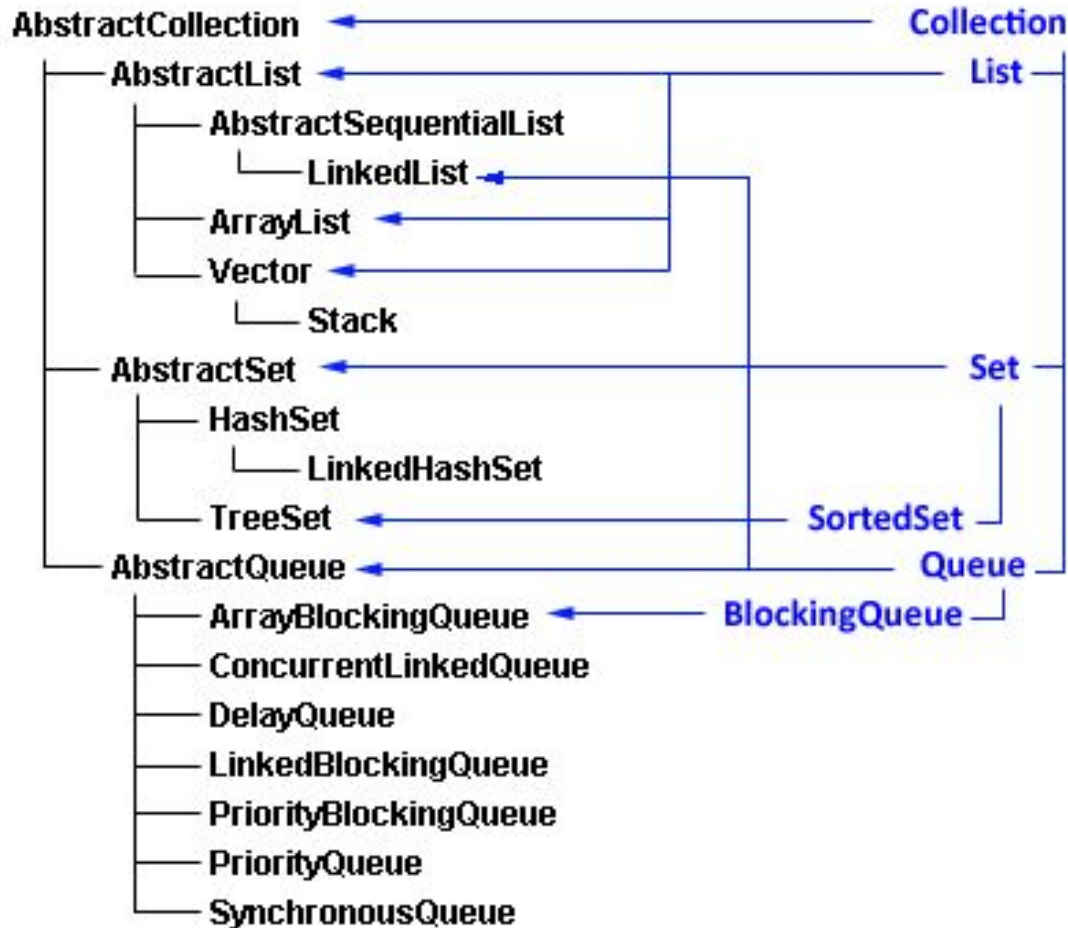 AbstractCollection Collection
AbstractList List
AbstractSequentialList
LinkedList
ArrayList
Vector
Stack
AbstractSet Set
HashSet
LinkedHashSet
TreeSet SortedSet
AbstractQueue Queue
ArrayBlockingQueue BlockingQueue
ConcurrentLinkedQueue
DelayQueue
LinkedBlockingQueue
PriorityBlockingQueue
PriorityQueue
SynchronousQueue